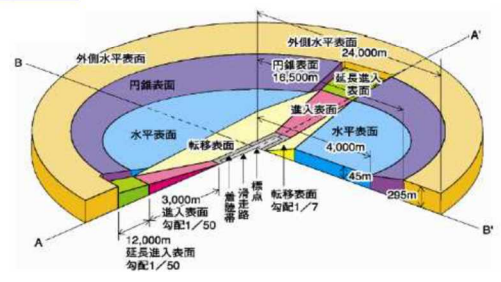 A'
外側水平表面
24,000m
B
外側水平表面
円錐表面
16,500m
延長進入
表面
円錐表面
進入表面
水平表面
転移表面
水平表面
4,000m
45m
295m
3,000m
進入表面
勾配1/50
着陸帯
滑走路
標点
転移表面
勾配1/7
A
B'
12,000m
延長進入表面
勾配1/50